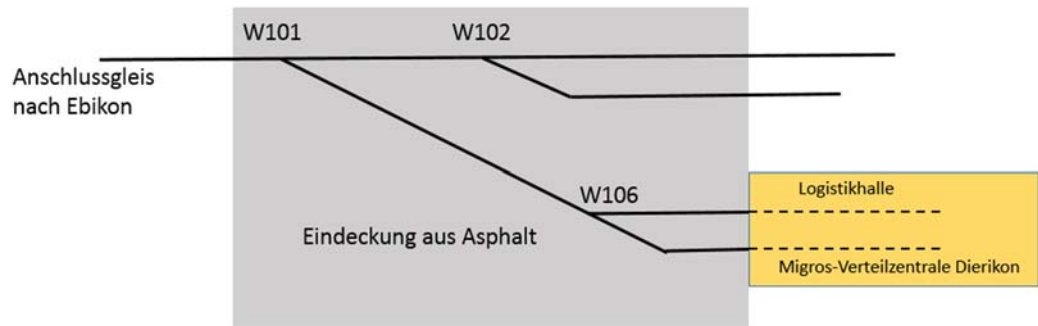 W101
W102
Anschlussgleis
nach Ebikon
W106
Logistikhalle
Eindeckung aus Asphalt
Migros-Verteilzentrale Dierikon